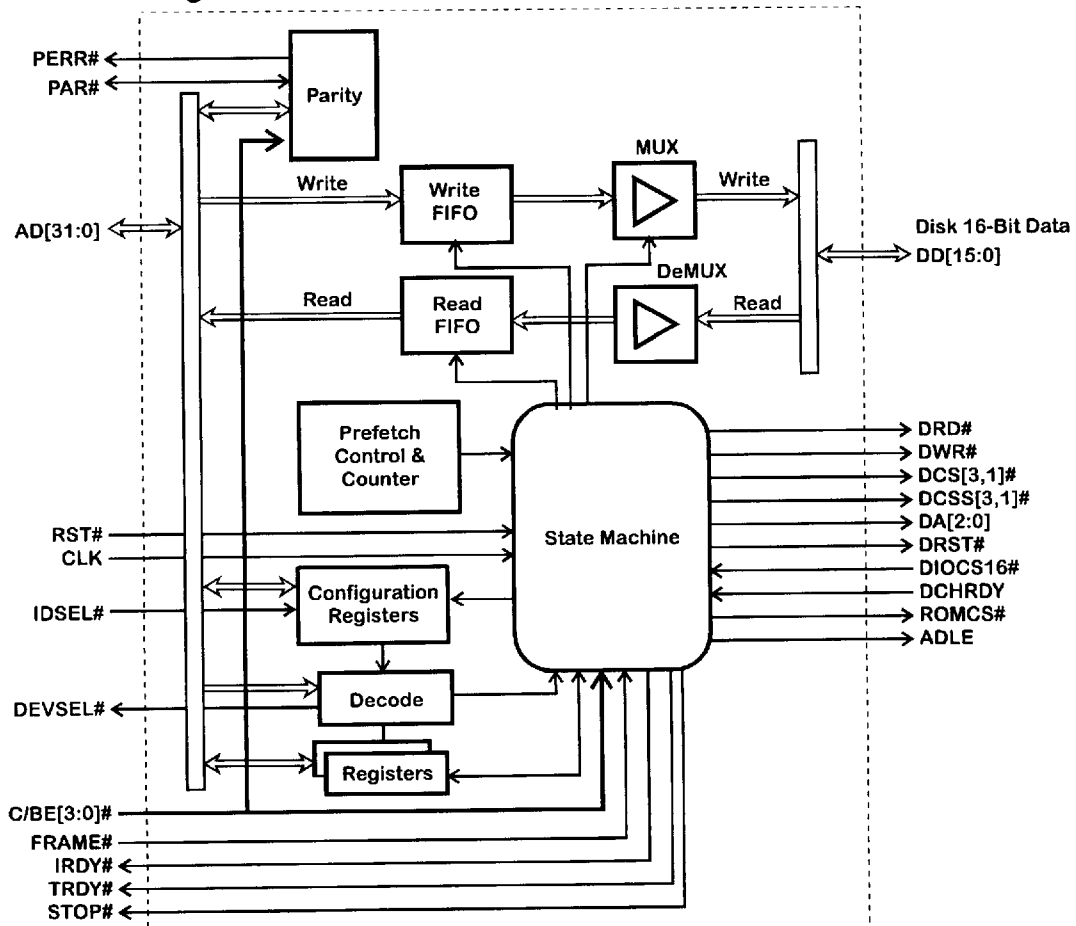 PERR#
PAR#
Parity
MUX
Write
Write
FIFO
Write
AD[31:0]
Disk 16-Bit Data
DD[15:0]
DeMUX
Read
Read
FIFO
Read
Prefetch
Control &
Counter
DRD#
DWR#
DCS[3,1]#
DCSS[3,1]#
DA[2:0]
DRST#
DIOCS16#
DCHRDY
ROMCS#
ADLE
RST#
CLK
State Machine
IDSEL#
Configuration
Registers
Decode
DEVSEL#
Registers
C/BE[3:0]#
FRAME#
IRDY#
TRDY#
STOP#